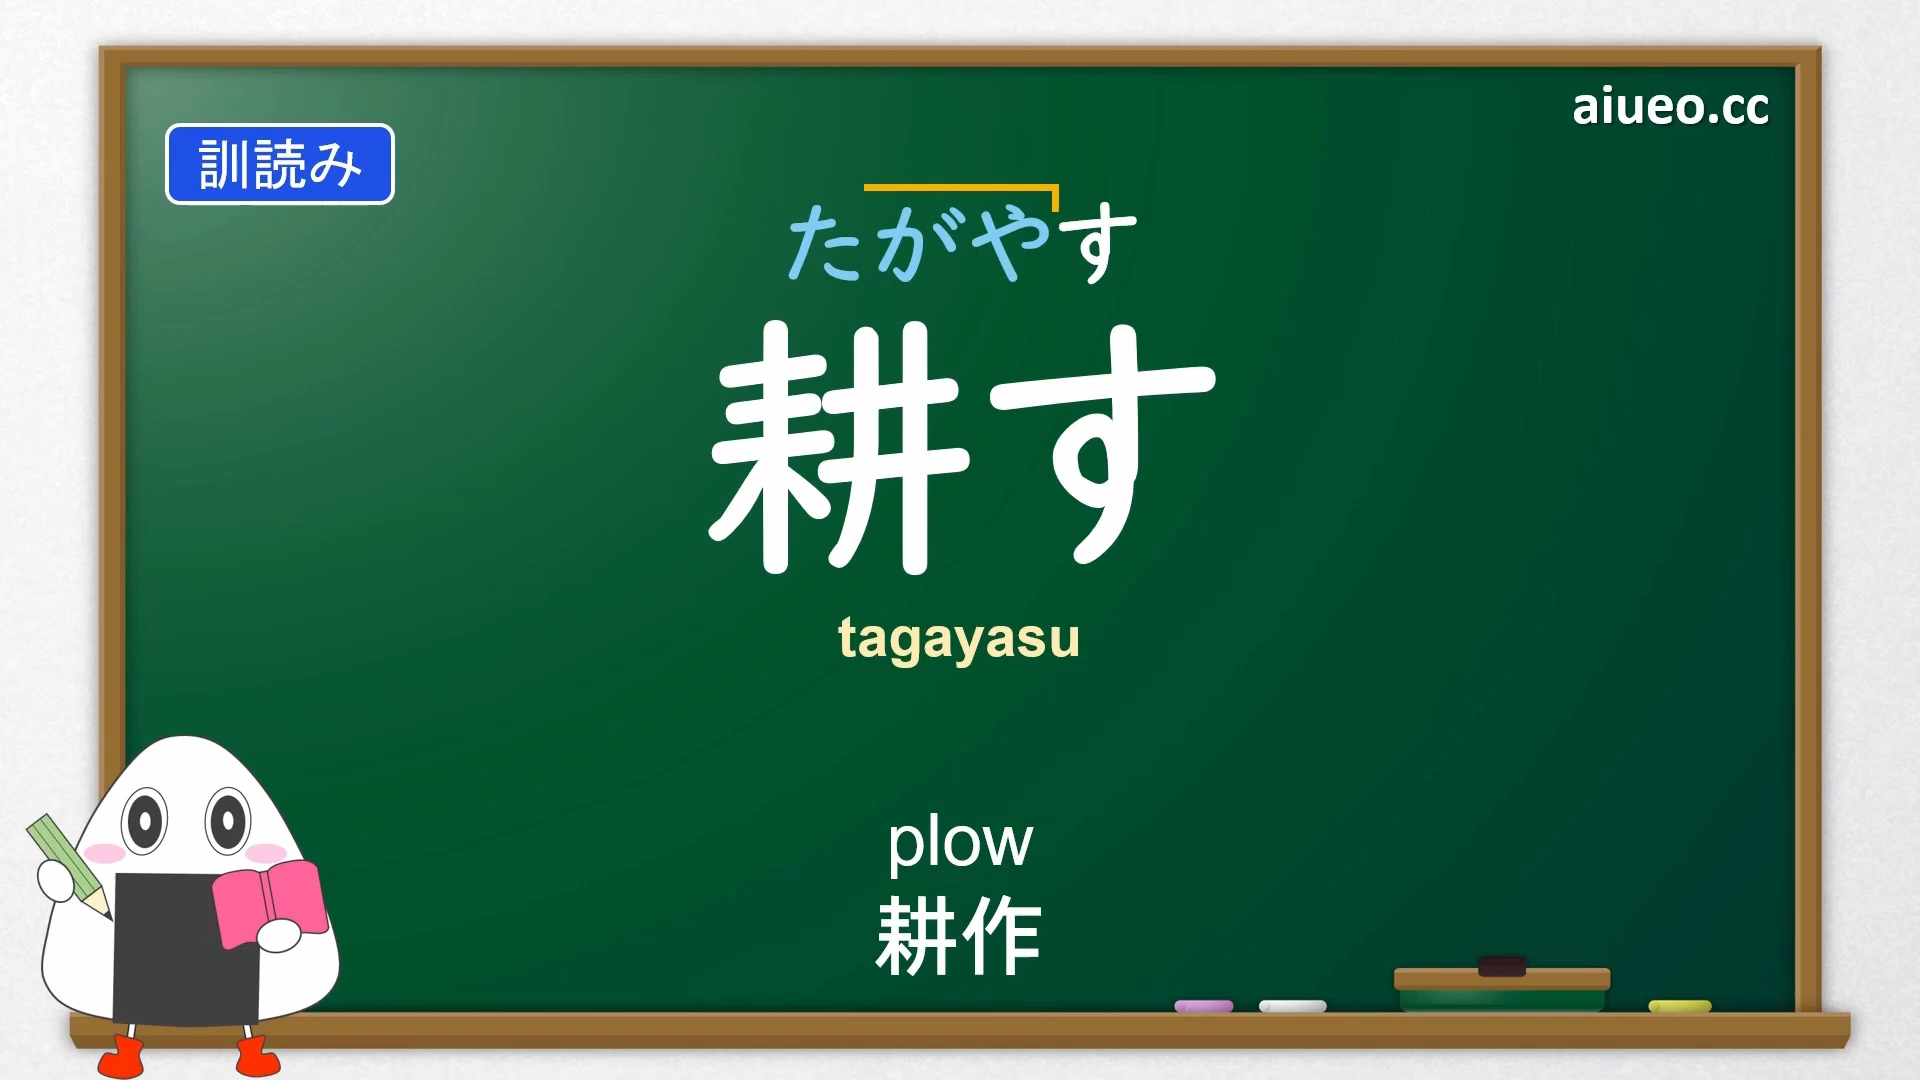 aiueo.cc
訓読み
たがやす
耕す
tagayasu
plow
耕作